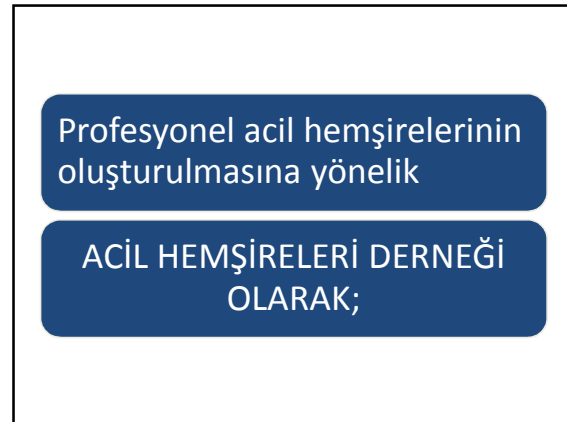 Profesyonel acil hemşirelerinin
oluşturulmasına yönelik
ACİL HEMŞİRELERİ DERNEĞİ
OLARAK;